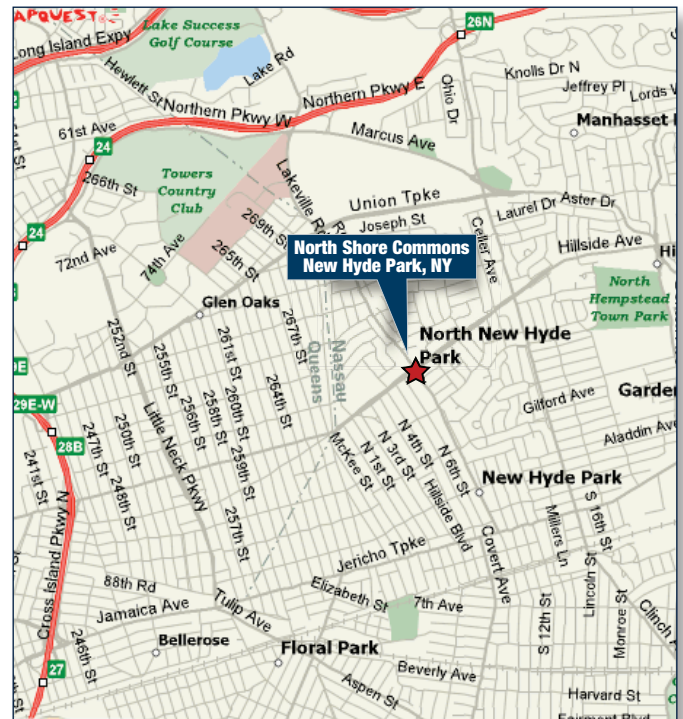 APQUEST
26N
Lake Success
Golf Course
Long Island Expy
Lake Rd
Knolls Dr N
Jeffrey Pl
Lords
Hewlett St
Northern Pkwy W
Northern Pkwy E
Ohio Dr
Manhasset
61st St
61st Ave
24
Marcus Ave
266th St
Towers
Country
Club
Lakeville
Union Tpke
Laurel Dr
Aster Dr
Joseph St
269th St
24
72nd Ave
74th Ave
265th St
Celler Ave
Hillside Ave
North Shore Commons
New Hyde Park, NY
North
Hempstead
Town Park
Glen Oaks
252nd St
261st St
267th St
Queens
Nassau
North New Hyde
Park
255th St
256th St
258th St
260th St
264th St
29E-W
Garde
Gilford Ave
Aladdin Ave
28B
247th St
250th St
Little Neck Pkwy
259th St
McKee St
N 1st St
N 3rd St
N 4th St
N 6th St
241st St
248th St
257th St
Hillside Blvd
New Hyde Park
S 16th St
Cross Island Pkwy N
Jericho Tpke
Covert Ave
Millers Ln
Lincoln St
88th Rd
Elizabeth St
7th Ave
Jamaica Ave
Tulip Ave
S 12th St
Monroe St
Clinch
246th St
Bellerose
Floral Park
27
Beverly Ave
Aspen St
Harvard St
Fairmont Blvd